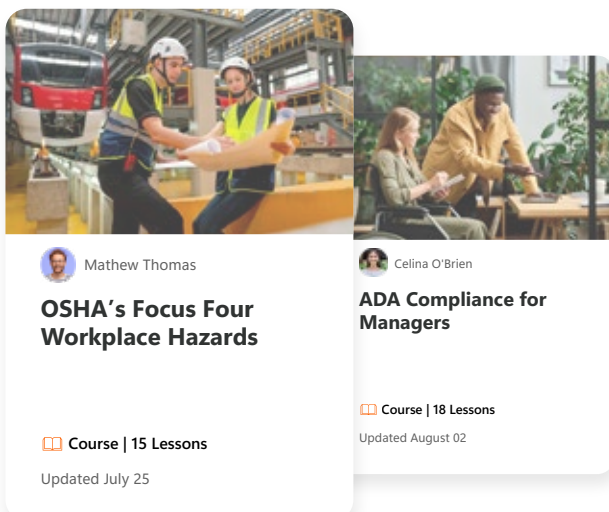 Mathew Thomas
OSHA’s Focus Four
Workplace Hazards
Course | 15 Lessons
Updated July 25
Celina O'Brien
ADA Compliance for
Managers
Course | 18 Lessons
Updated August 02